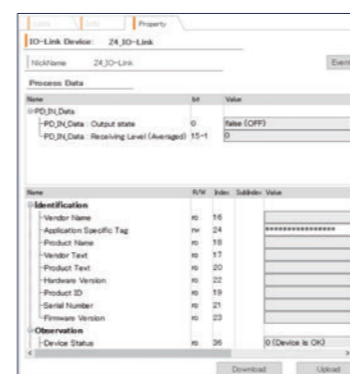 Property
IO-Link Device: Z4_IO-Link
NickName Z4_IO-Link Event
Process Data
Name bit Value
PD_IN_Data
PD_IN_Data : Output state 0 false (OFF)
PD_IN_Data : Receiving Level (Averaged) 15-1 0
Name R/W Index Subindex Value
Identification
Vendor Name ro 16
Application Specific Tag rw 24 ****************
Product Name ro 18
Vendor Text ro 17
Product Text ro 20
Hardware Version ro 22
Product ID ro 19
Serial Number ro 21
Firmware Version ro 23
Observation
Device Status ro 36 0 (Device is OK)
Download Upload